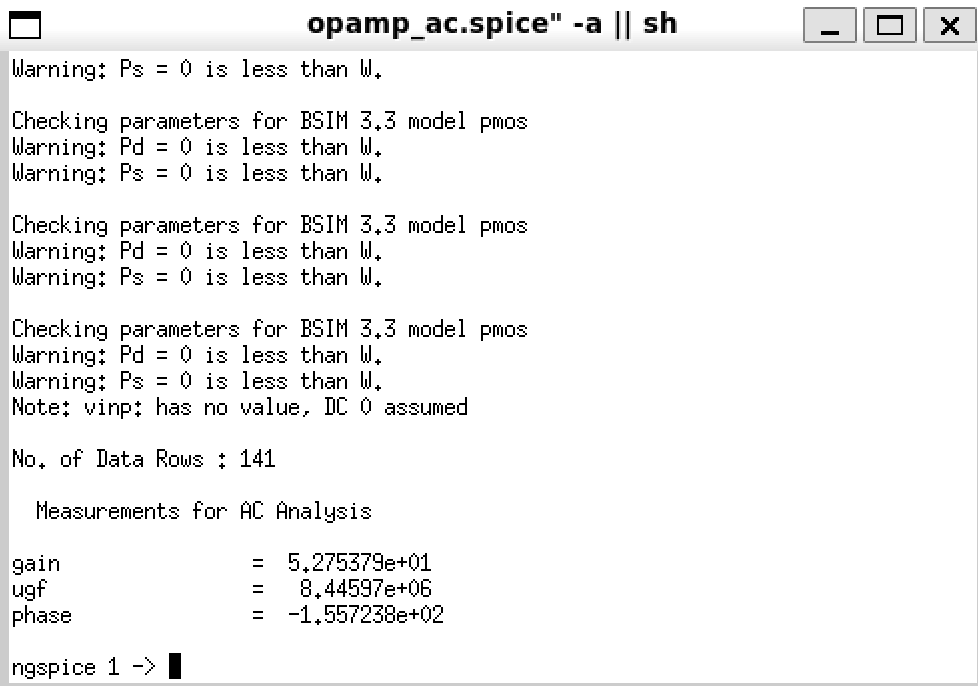 opamp_ac.spice" -a || sh
Warning: Ps = 0 is less than W.
Checking parameters for BSIM 3.3 model pmos
Warning: Pd = 0 is less than W.
Warning: Ps = 0 is less than W.
Checking parameters for BSIM 3.3 model pmos
Warning: Pd = 0 is less than W.
Warning: Ps = 0 is less than W.
Checking parameters for BSIM 3.3 model pmos
Warning: Pd = 0 is less than W.
Warning: Ps = 0 is less than W.
Note: vinp: has no value, DC 0 assumed
No. of Data Rows : 141
Measurements for AC Analysis
gain = 5.275379e+01
ugf = 8.44597e+06
phase = -1.557238e+02
ngspice 1 ->